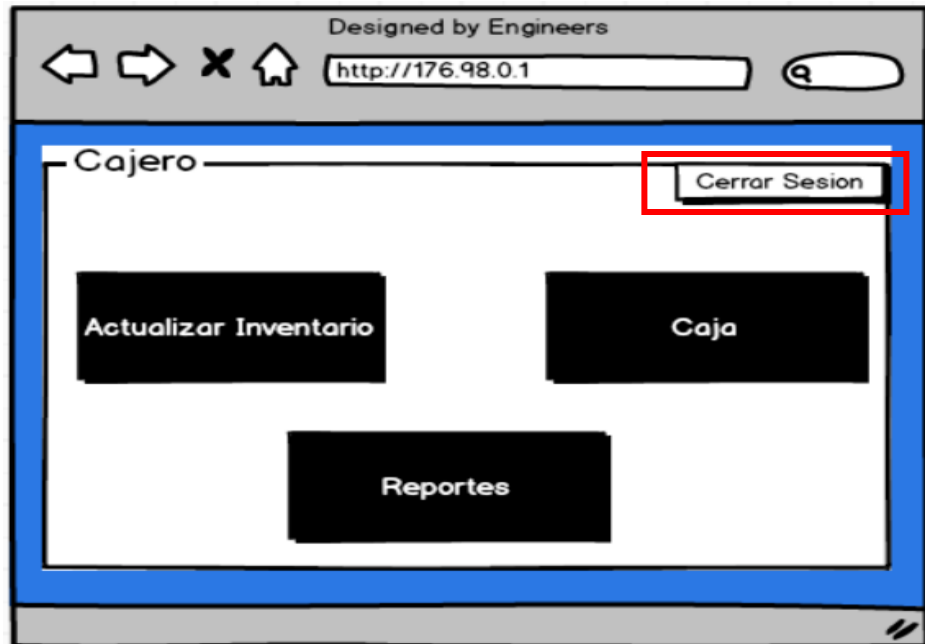 Designed by Engineers
http://176.98.0.1
Cajero
Cerrar Sesion
Actualizar Inventario
Caja
Reportes